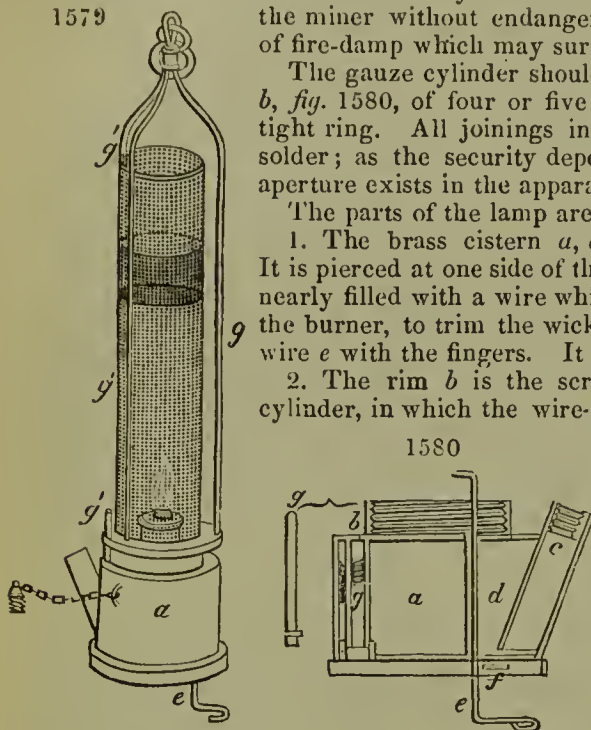 1579
the miner without endange
of fire-damp which may sur
The gauze cylinder shoul
b, fig. 1580, of four or five
tight ring. All joinings in
solder; as the security depe
aperture exists in the appara
The parts of the lamp are
1. The brass cistern a,
It is pierced at one side of th
nearly filled with a wire whi
the burner, to trim the wick
wire e with the fingers. It
2. The rim b is the scr
cylinder, in which the wire-
1580
g'
g
g'
g'
a
e
g
b
g
a
d
c
f
e